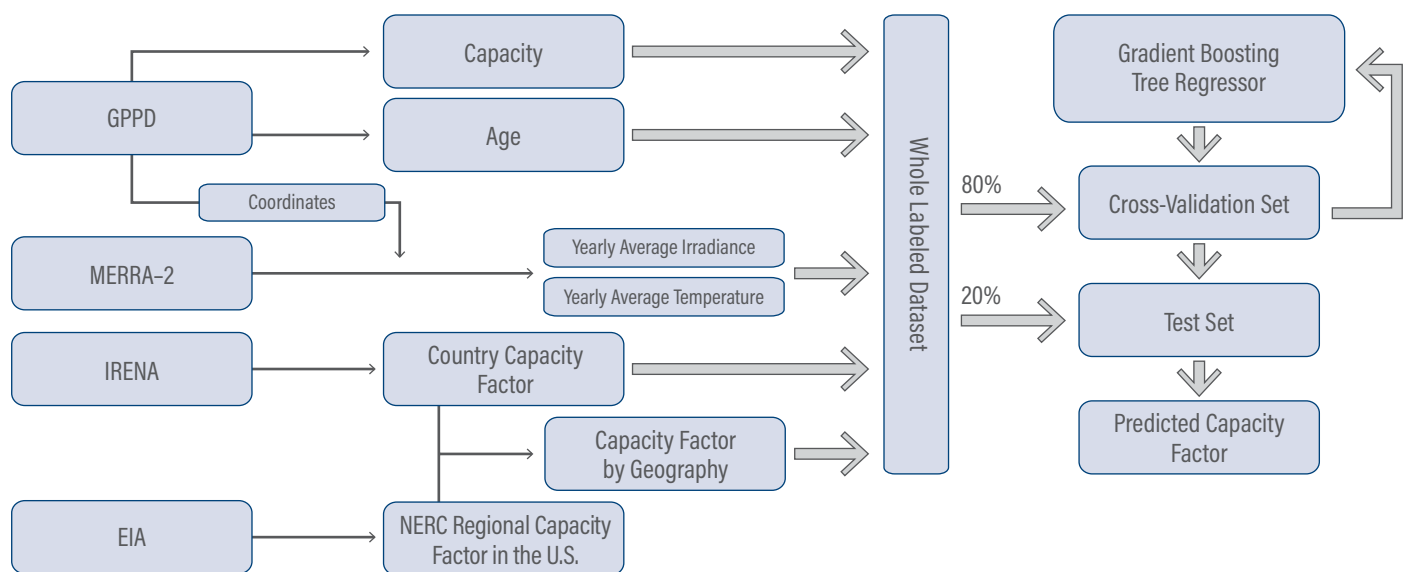 GPPD
Capacity
Age
Coordinates
MERRA–2
Yearly Average Irradiance
Yearly Average Temperature
IRENA
Country Capacity
Factor
Capacity Factor
by Geography
EIA
NERC Regional Capacity
Factor in the U.S.
Whole Labeled Dataset
80%
20%
Gradient Boosting
Tree Regressor
Cross-Validation Set
Test Set
Predicted Capacity
Factor